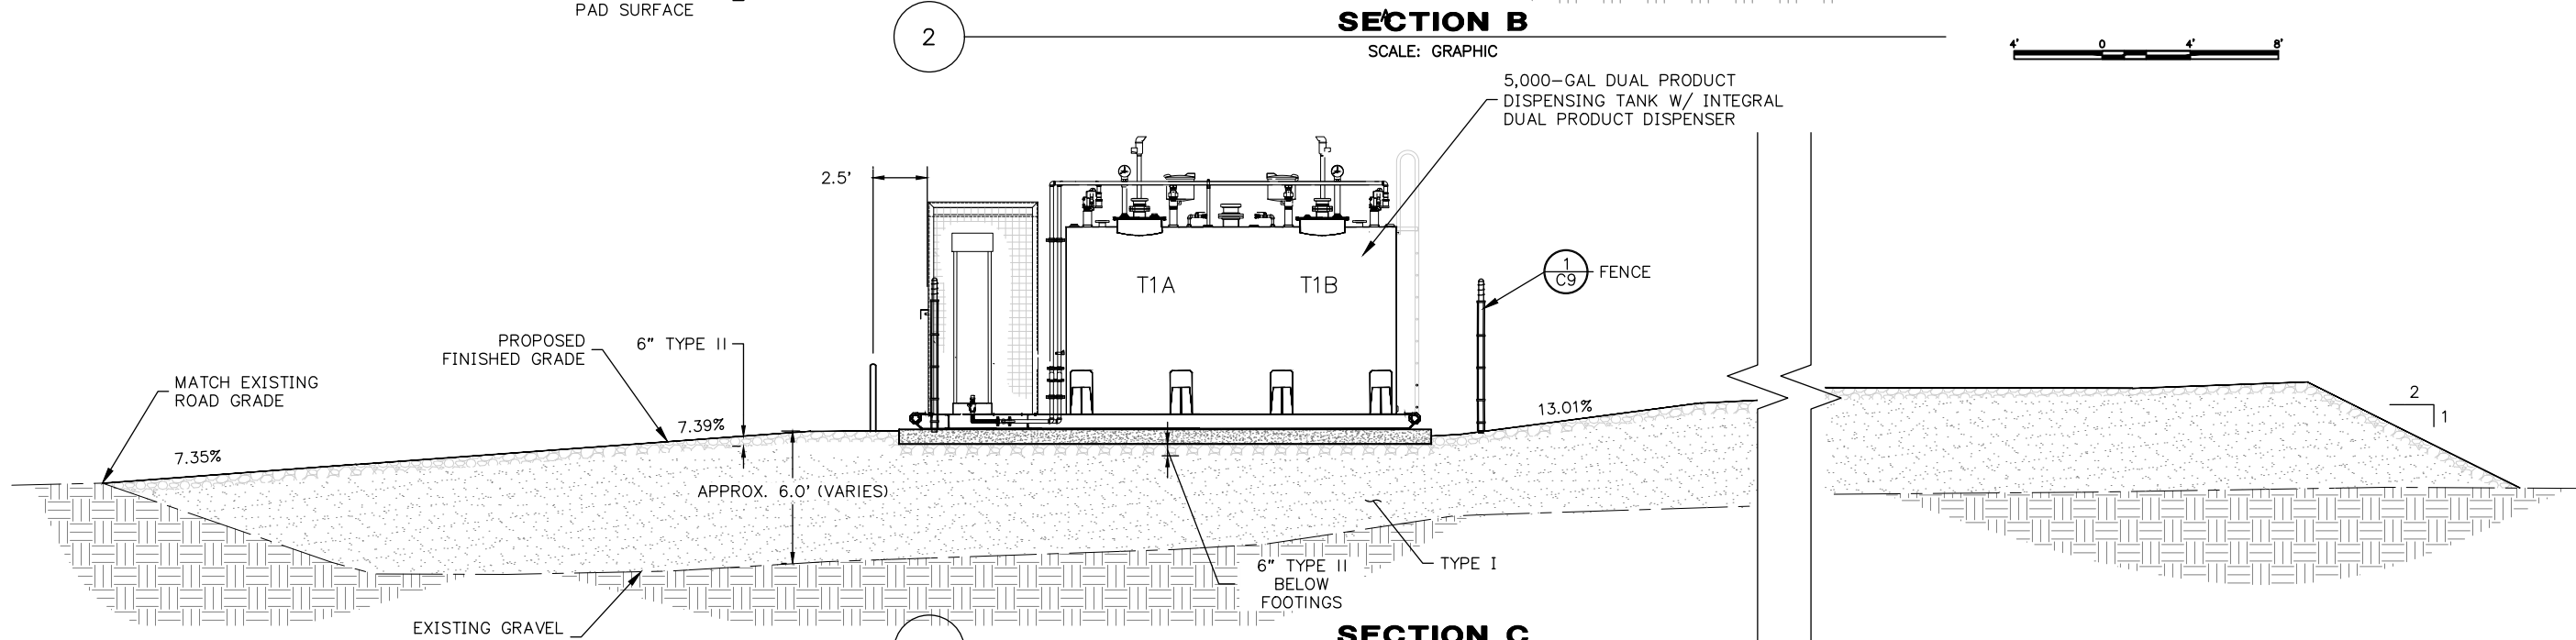 PAD SURFACE
2
SECTION B
SCALE: GRAPHIC
4' 0 4' 8'
5,000-GAL DUAL PRODUCT
DISPENSING TANK W/ INTEGRAL
DUAL PRODUCT DISPENSER
2.5'
T1A
T1B
1
C9
FENCE
PROPOSED
FINISHED GRADE
6" TYPE II
MATCH EXISTING
ROAD GRADE
7.39%
7.35%
13.01%
2
1
APPROX. 6.0' (VARIES)
6" TYPE II
BELOW
FOOTINGS
TYPE I
EXISTING GRAVEL
SECTION C